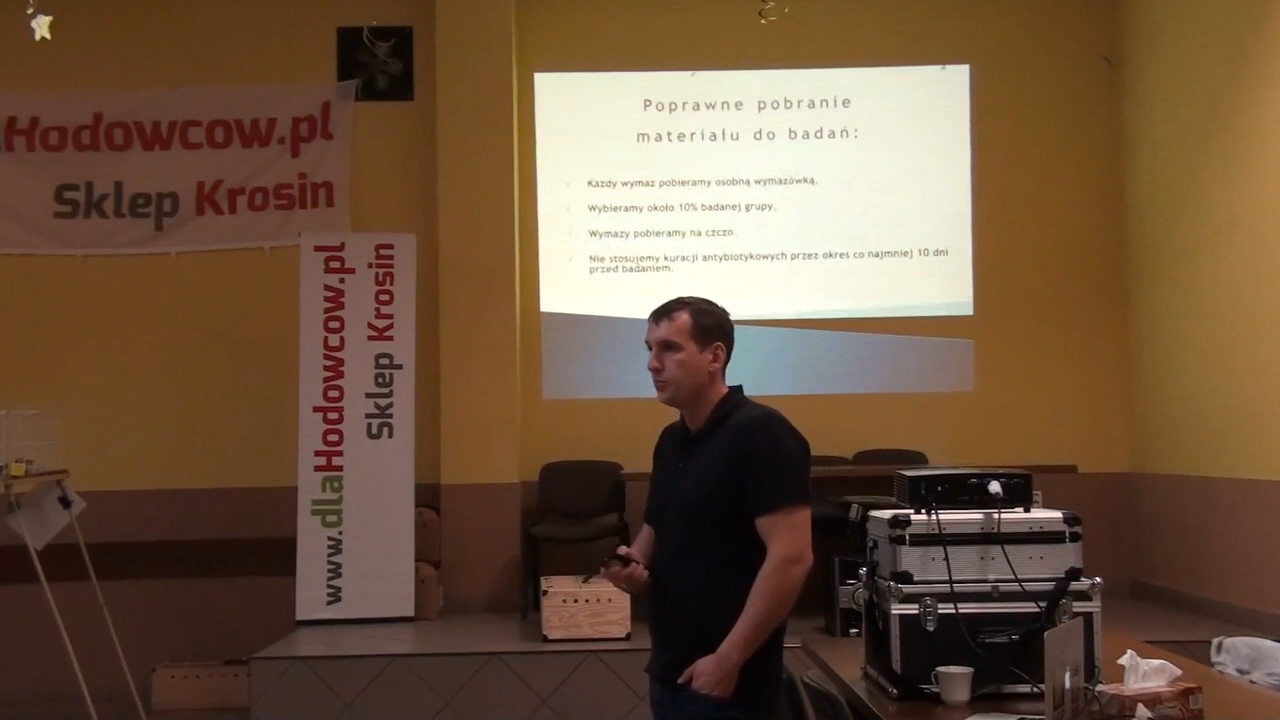 Hodowcow.pl
Sklep Krosin
www.dlaHodowcow.pl
Sklep Krosin
Poprawne pobranie
materiału do badań:
Każdy wymaz pobieramy osobną wymazówką.
Wybieramy około 10% badanej grupy.
Wymazy pobieramy na czczo.
Nie stosujemy kuracji antybiotykowych przez okres co najmniej 10 dni
przed badaniem.